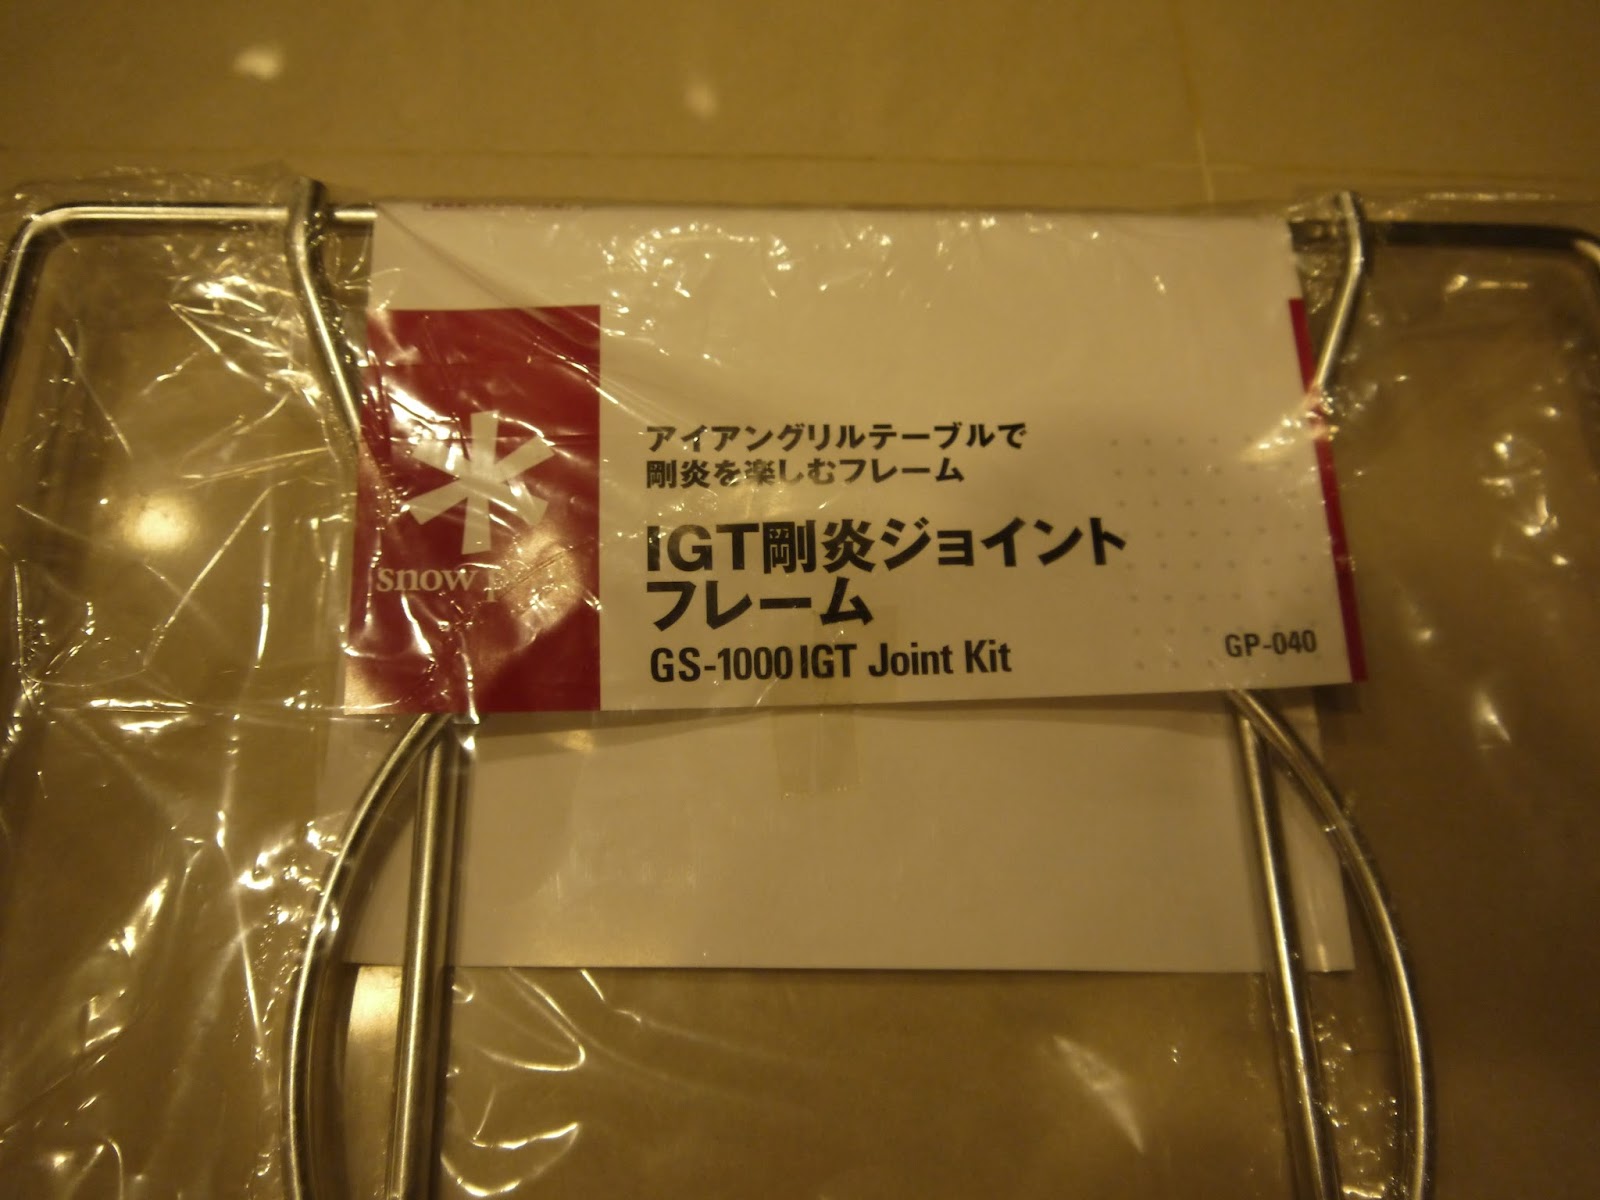 snow
アイアングリルテーブルで
剛炎を楽しむフレーム
IGT剛炎ジョイント
フレーム
GS-1000 IGT Joint Kit
GP-040